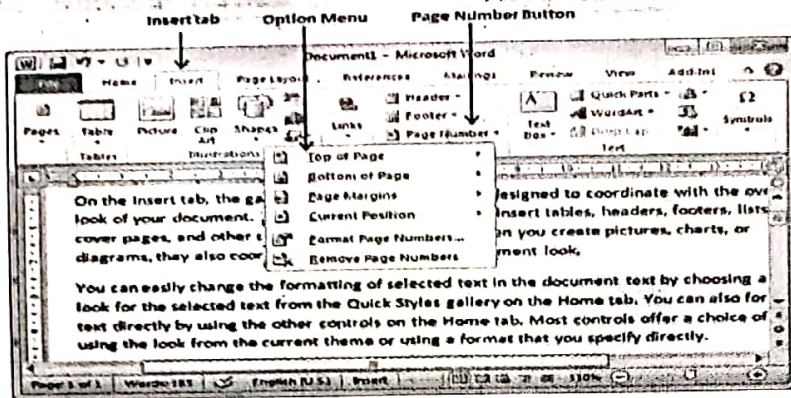 Insert tab Option Menu Page Number Button
Document1 - Microsoft Word
Home Insert Page Layout References Mailings Review View Add-Ins
Header Quick Parts
Pages Table Picture Clip Art Shapes Links Footer Text Box WordArt Symbols
Page Number Drop Cap
Tables Illustrations Text
Top of Page
Bottom of Page
Page Margins
Current Position
Format Page Numbers...
Remove Page Numbers
On the Insert tab, the ga esigned to coordinate with the ove
look of your document. nsert tables, headers, footers, lists
cover pages, and other n you create pictures, charts, or
diagrams, they also coor ment look,
You can easily change the formatting of selected text in the document text by choosing a
look for the selected text from the Quick Styles gallery on the Home tab. You can also for
text directly by using the other controls on the Home tab. Most controls offer a choice of
using the look from the current theme or using a format that you specify directly.
Page 1 of 1 Words: 185 English (U.S.) Insert 110%